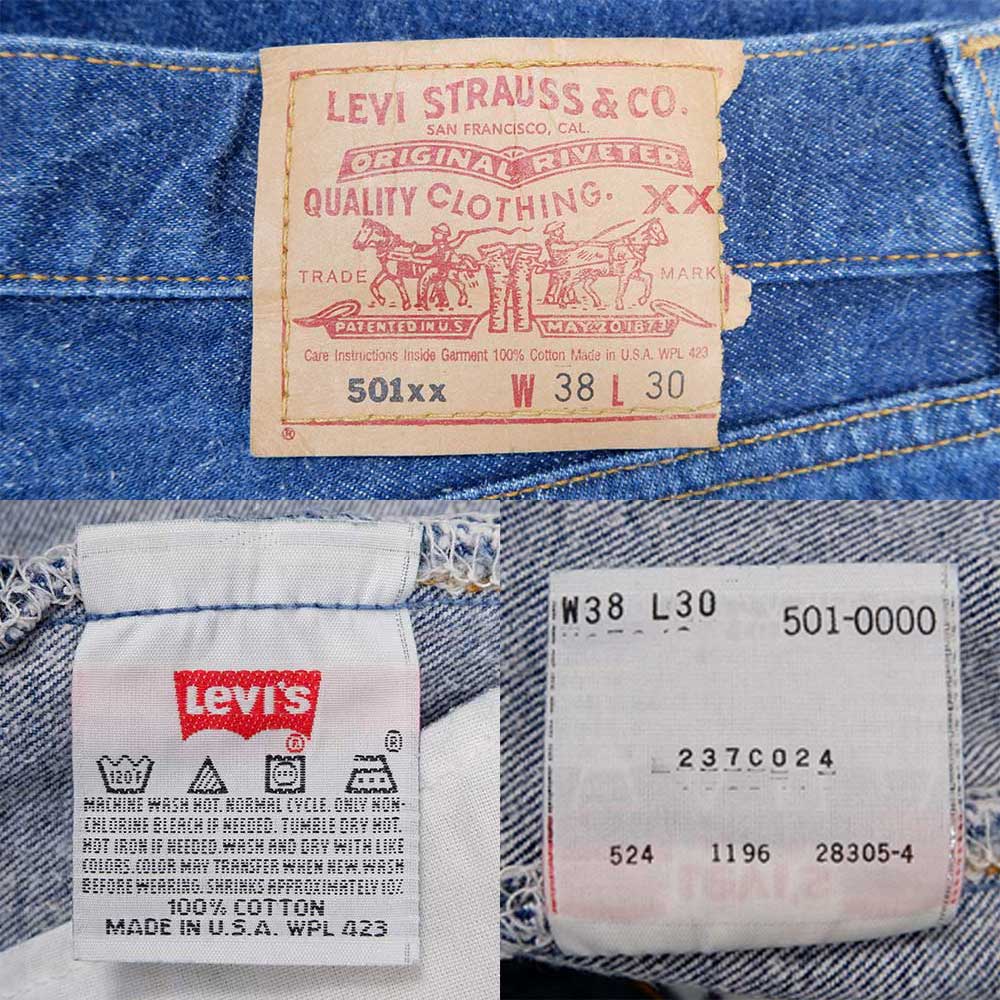 LEVI STRAUSS & CO.
SAN FRANCISCO, CAL.
ORIGINAL RIVETED
QUALITY CLOTHING. XX
TRADE MARK
PATENTED IN U.S MAY 20 1873
Care Instructions Inside Garment 100% Cotton Made in U.S.A. WPL 423
501xx W 38 L 30
®
LEVI'S
®
®
120°F
MACHINE WASH HOT. NORMAL CYCLE. ONLY NON-
CHLORINE BLEACH IF NEEDED. TUMBLE DRY HOT
HOT IRON IF NEEDED. WASH AND DRY WITH LIKE
COLORS. COLOR MAY TRANSFER WHEN NEW. WASH
BEFORE WEARING. SHRINKS APPROXIMATELY 10%
100% COTTON
MADE IN U.S.A. WPL 423
W38 L30 501-0000
237C024
524 1196 28305-4